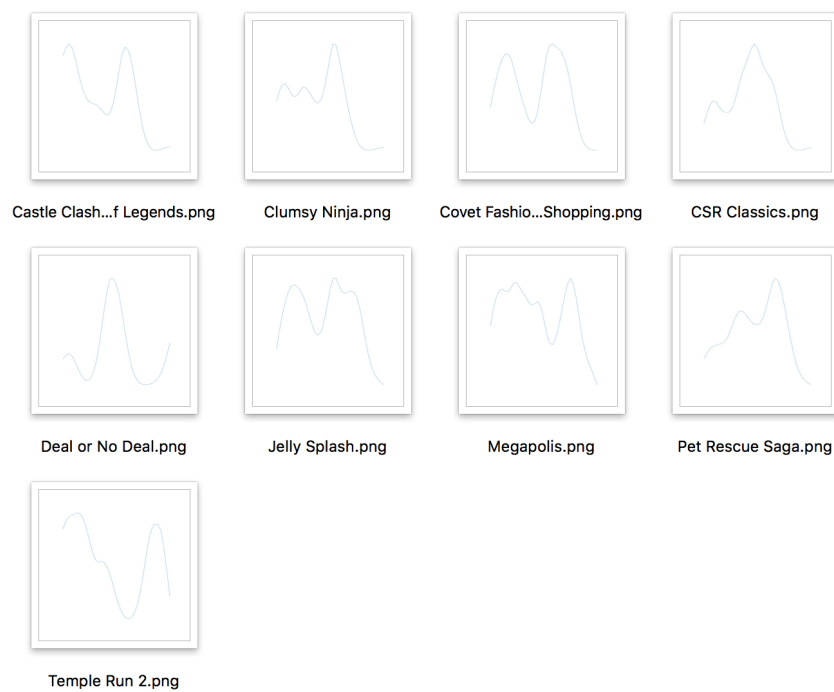 Castle Clash...f Legends.png
Clumsy Ninja.png
Covet Fashio...Shopping.png
CSR Classics.png
Deal or No Deal.png
Jelly Splash.png
Megapolis.png
Pet Rescue Saga.png
Temple Run 2.png